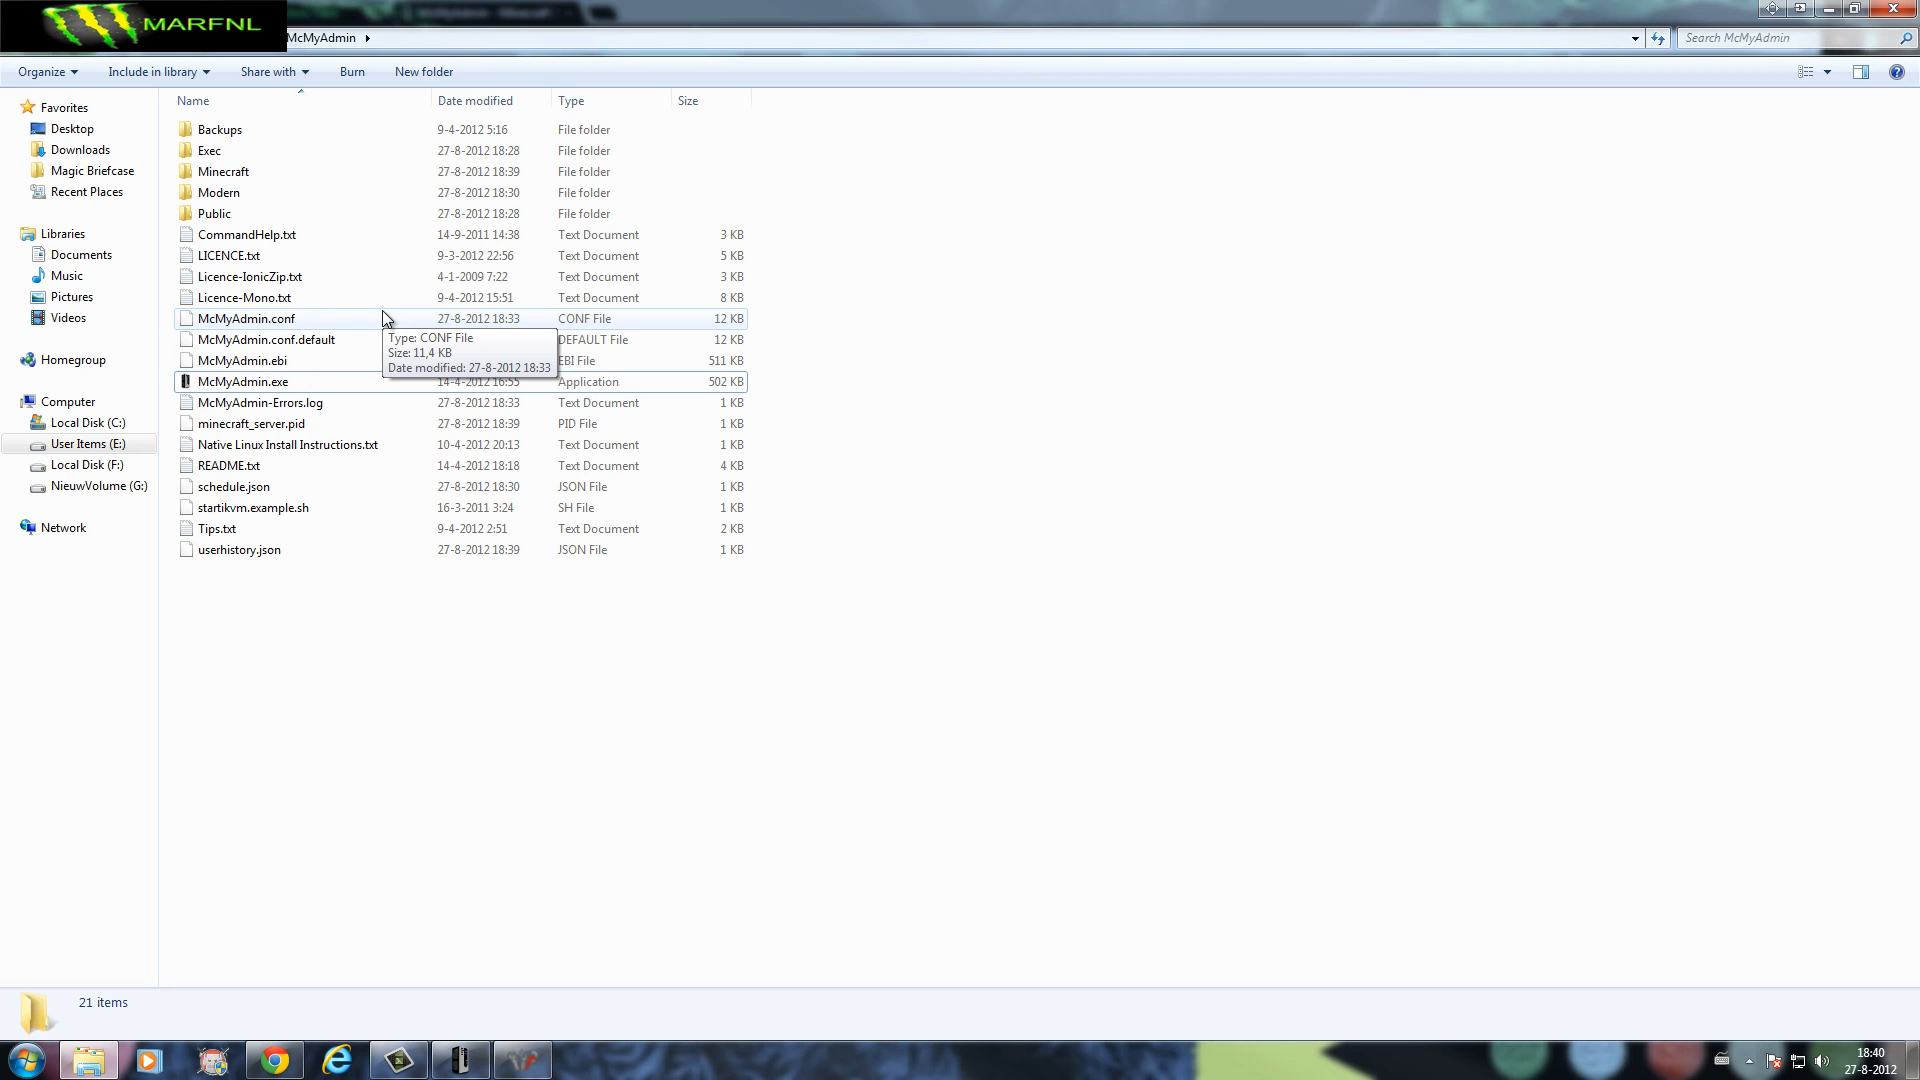 MARFNL
McMyAdmin
Search McMyAdmin
Organize Include in library Share with Burn New folder
Name Date modified Type Size
Favorites
Desktop
Downloads
Magic Briefcase
Recent Places
Libraries
Documents
Music
Pictures
Videos
Homegroup
Computer
Local Disk (C:)
User Items (E:)
Local Disk (F:)
NieuwVolume (G:)
Network
Backups 9-4-2012 5:16 File folder
Exec 27-8-2012 18:28 File folder
Minecraft 27-8-2012 18:39 File folder
Modern 27-8-2012 18:30 File folder
Public 27-8-2012 18:28 File folder
CommandHelp.txt 14-9-2011 14:38 Text Document 3 KB
LICENCE.txt 9-3-2012 22:56 Text Document 5 KB
Licence-IonicZip.txt 4-1-2009 7:22 Text Document 3 KB
Licence-Mono.txt 9-4-2012 15:51 Text Document 8 KB
McMyAdmin.conf 27-8-2012 18:33 CONF File 12 KB
McMyAdmin.conf.default DEFAULT File 12 KB
McMyAdmin.ebi EBI File 511 KB
McMyAdmin.exe 14-4-2012 16:55 Application 502 KB
McMyAdmin-Errors.log 27-8-2012 18:33 Text Document 1 KB
minecraft_server.pid 27-8-2012 18:39 PID File 1 KB
Native Linux Install Instructions.txt 10-4-2012 20:13 Text Document 1 KB
README.txt 14-4-2012 18:18 Text Document 4 KB
schedule.json 27-8-2012 18:30 JSON File 1 KB
startikvm.example.sh 16-3-2011 3:24 SH File 1 KB
Tips.txt 9-4-2012 2:51 Text Document 2 KB
userhistory.json 27-8-2012 18:39 JSON File 1 KB
Type: CONF File
Size: 11,4 KB
Date modified: 27-8-2012 18:33
21 items
18:40
27-8-2012